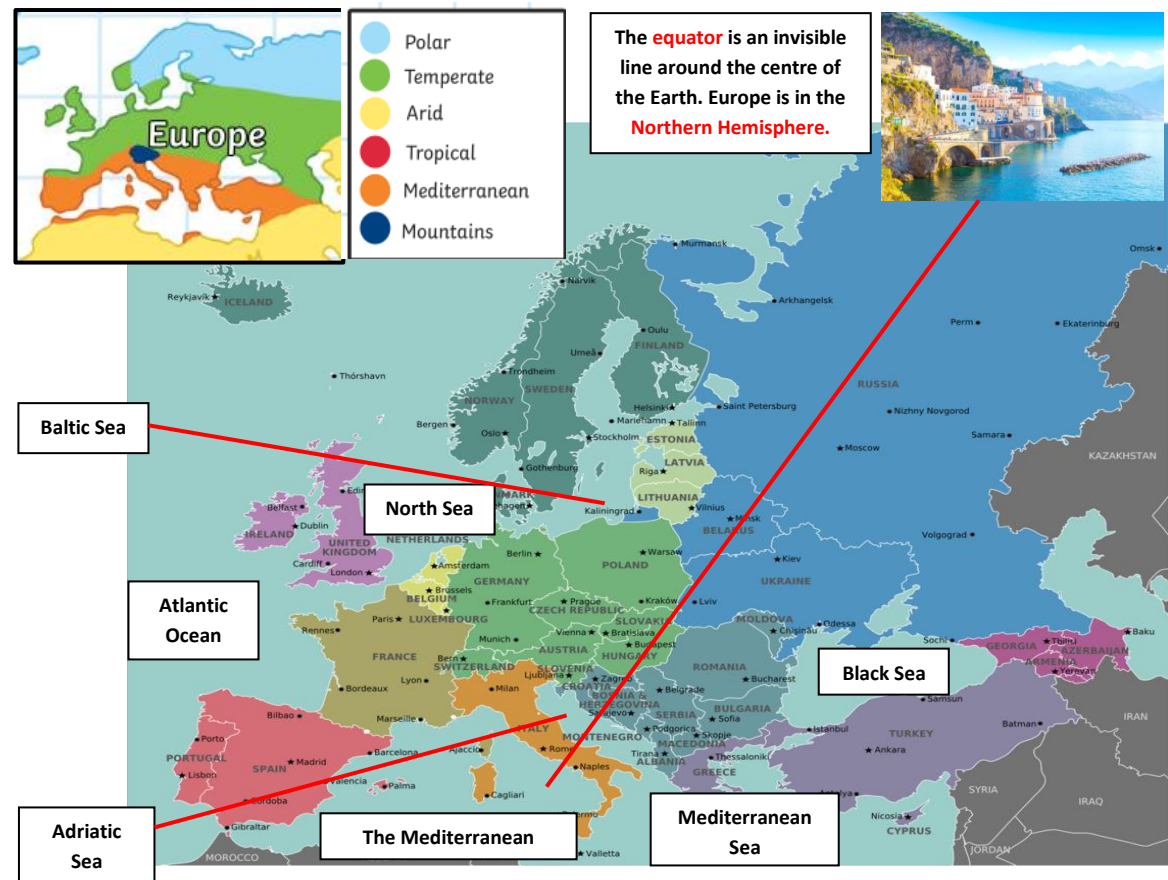 Europe
Polar
Temperate
Arid
Tropical
Mediterranean
Mountains
The equator is an invisible
line around the centre of
the Earth. Europe is in the
Northern Hemisphere.
Murmansk
Omsk
Narvik
Reykjavík
ICELAND
Arkhangelsk
Oulu
Perm
Ekaterinburg
FINLAND
Umeå
Thórshavn
Trondheim
SWEDEN
RUSSIA
NORWAY
Helsinki
Saint Petersburg
Nizhny Novgorod
Baltic Sea
Bergen
Oslo
Mariehamn
Tallinn
Stockholm
ESTONIA
Samara
Moscow
KAZAKHSTAN
Gothenburg
LATVIA
Riga
North Sea
LITHUANIA
Belfast
Kaliningrad
Vilnius
Minsk
BELARUS
Dublin
IRELAND
UNITED
KINGDOM
NETHERLANDS
Volgograd
Cardiff
London
Amsterdam
Berlin
Warsaw
POLAND
Kiev
Brussels
BELGIUM
GERMANY
UKRAINE
Atlantic
Ocean
Frankfurt
Prague
Kraków
Lviv
CZECH REPUBLIC
LUXEMBOURG
Paris
SLOVAKIA
MOLDOVA
Rennes
Munich
Vienna
Bratislava
Chișinău
Odessa
Budapest
AUSTRIA
HUNGARY
FRANCE
Bern
SWITZERLAND
SLOVENIA
Ljubljana
Zagreb
ROMANIA
Black Sea
Sochi
GEORGIA
Tbilisi
Baku
AZERBAIJAN
ARMENIA
Yerevan
Lyon
Bordeaux
Milan
CROATIA
BOSNIA &
HERZEGOVINA
Belgrade
Bucharest
Sarajevo
SERBIA
BULGARIA
Samsun
Bilbao
Marseille
ITALY
MONTENEGRO
Podgorica
Sofia
Skopje
Istanbul
Batman
IRAN
Porto
Barcelona
Ajaccio
Rome
Tirana
MACEDONIA
ALBANIA
TURKEY
Ankara
PORTUGAL
Madrid
SPAIN
Naples
Thessaloniki
GREECE
Lisbon
Valencia
Palma
Cagliari
SYRIA
IRAQ
Cordoba
Nicosia
CYPRUS
Adriatic
Sea
Gibraltar
The Mediterranean
Mediterranean
Sea
MOROCCO
Valletta
JORDAN